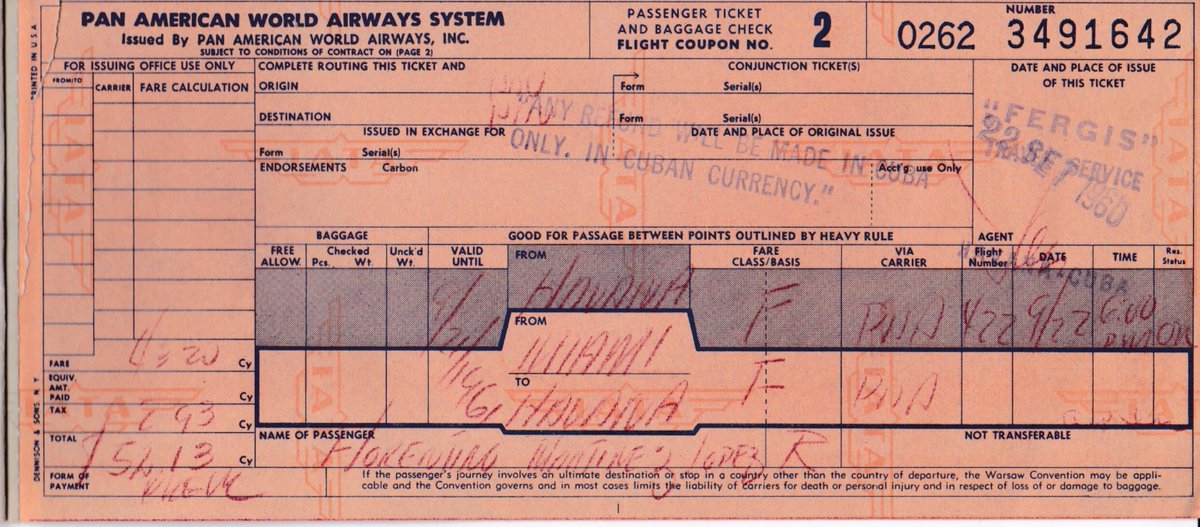 PAN AMERICAN WORLD AIRWAYS SYSTEM
Issued By PAN AMERICAN WORLD AIRWAYS, INC.
SUBJECT TO CONDITIONS OF CONTRACT ON (PAGE 2)
PASSENGER TICKET
AND BAGGAGE CHECK
FLIGHT COUPON NO. 2
NUMBER
0262 3491642
PRINTED IN U.S.A.
FOR ISSUING OFFICE USE ONLY
FROM/TO CARRIER FARE CALCULATION
COMPLETE ROUTING THIS TICKET AND CONJUNCTION TICKET(S)
ORIGIN Form Serial(s)
DESTINATION Form Serial(s)
ISSUED IN EXCHANGE FOR DATE AND PLACE OF ORIGINAL ISSUE
Form Serial(s)
ENDORSEMENTS Carbon Acct'g. use Only
"ANY REFUND WILL BE MADE IN CUBA
ONLY. IN CUBAN CURRENCY."
DATE AND PLACE OF ISSUE
OF THIS TICKET
"FERGIS"
SERVICE
22 SE 1960
AGENT
CUBA
BAGGAGE GOOD FOR PASSAGE BETWEEN POINTS OUTLINED BY HEAVY RULE
FREE ALLOW. Checked Pcs. Wt. Unck'd Wt. VALID UNTIL FROM FARE CLASS/BASIS VIA CARRIER Flight Number DATE TIME Res. Status
Havana F PAA 422 9/22 6:00 PM OK
FROM MIAMI F PAA
TO Havana
FARE Cy
EQUIV. AMT. PAID Cy
TAX Cy
TOTAL Cy
FORM OF PAYMENT
IATA
DENNISON & SONS, N. Y.
NAME OF PASSENGER NOT TRANSFERABLE
Florentino Martinez Lopez R
If the passenger's journey involves an ultimate destination or stop in a country other than the country of departure, the Warsaw Convention may be appli-
cable and the Convention governs and in most cases limits the liability of carriers for death or personal injury and in respect of loss of or damage to baggage.